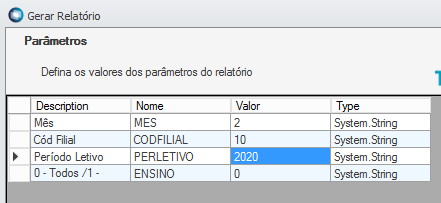 Gerar Relatório
Parâmetros
Defina os valores dos parâmetros do relatório
Description Nome Valor Type
Mês MES 2 System.String
Cód Filial CODFILIAL 10 System.String
Período Letivo PERLETIVO 2020 System.String
0 - Todos /1 - ENSINO 0 System.String